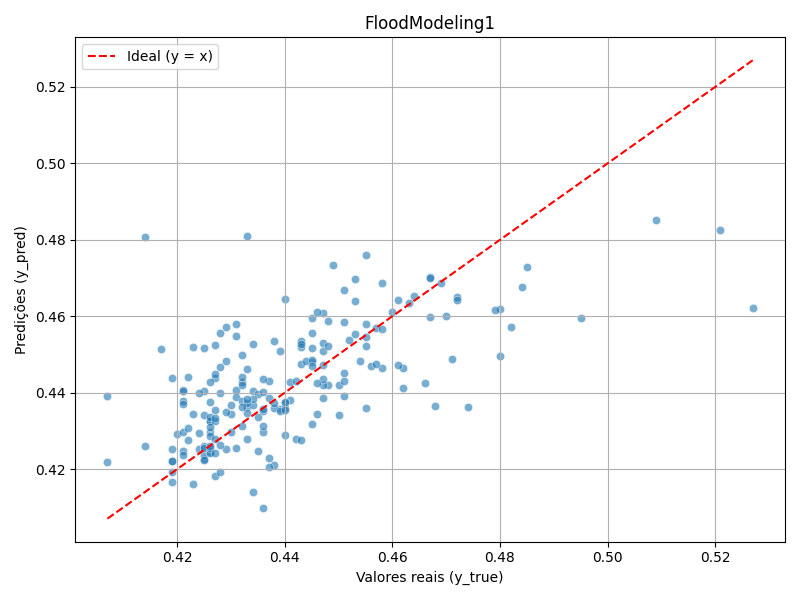 FloodModeling1
Ideal (y = x)
0.52
0.50
0.48
0.46
0.44
0.42
Predições (y_pred)
0.42 0.44 0.46 0.48 0.50 0.52
Valores reais (y_true)